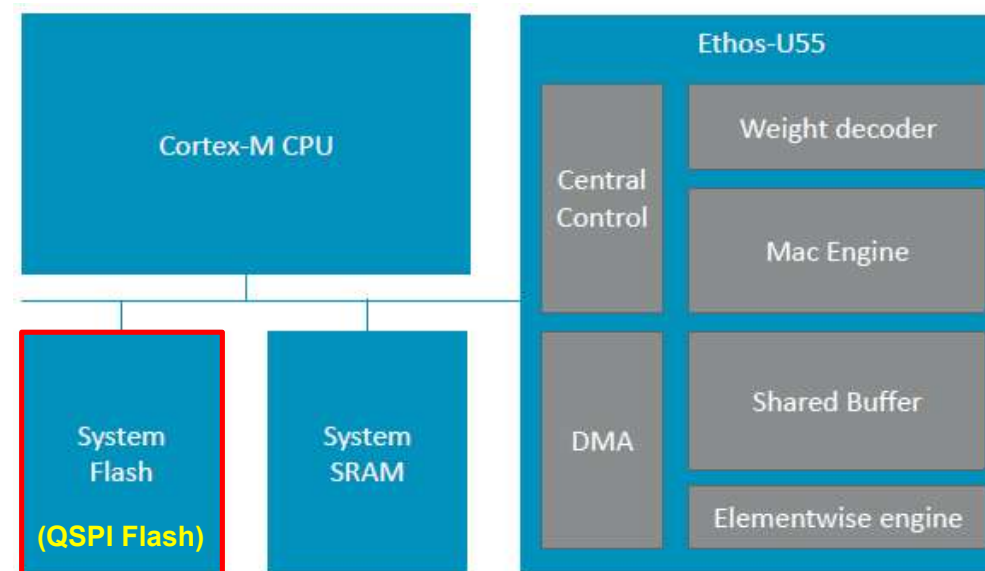 Cortex-M CPU
System
Flash
(QSPI Flash)
System
SRAM
Ethos-U55
Central
Control
DMA
Weight decoder
Mac Engine
Shared Buffer
Elementwise engine